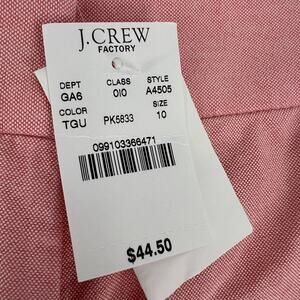 J.CREW
FACTORY
DEPT CLASS STYLE
GA6 010 A4505
COLOR SIZE
TGU PK5833 10
099103366471
$44.50